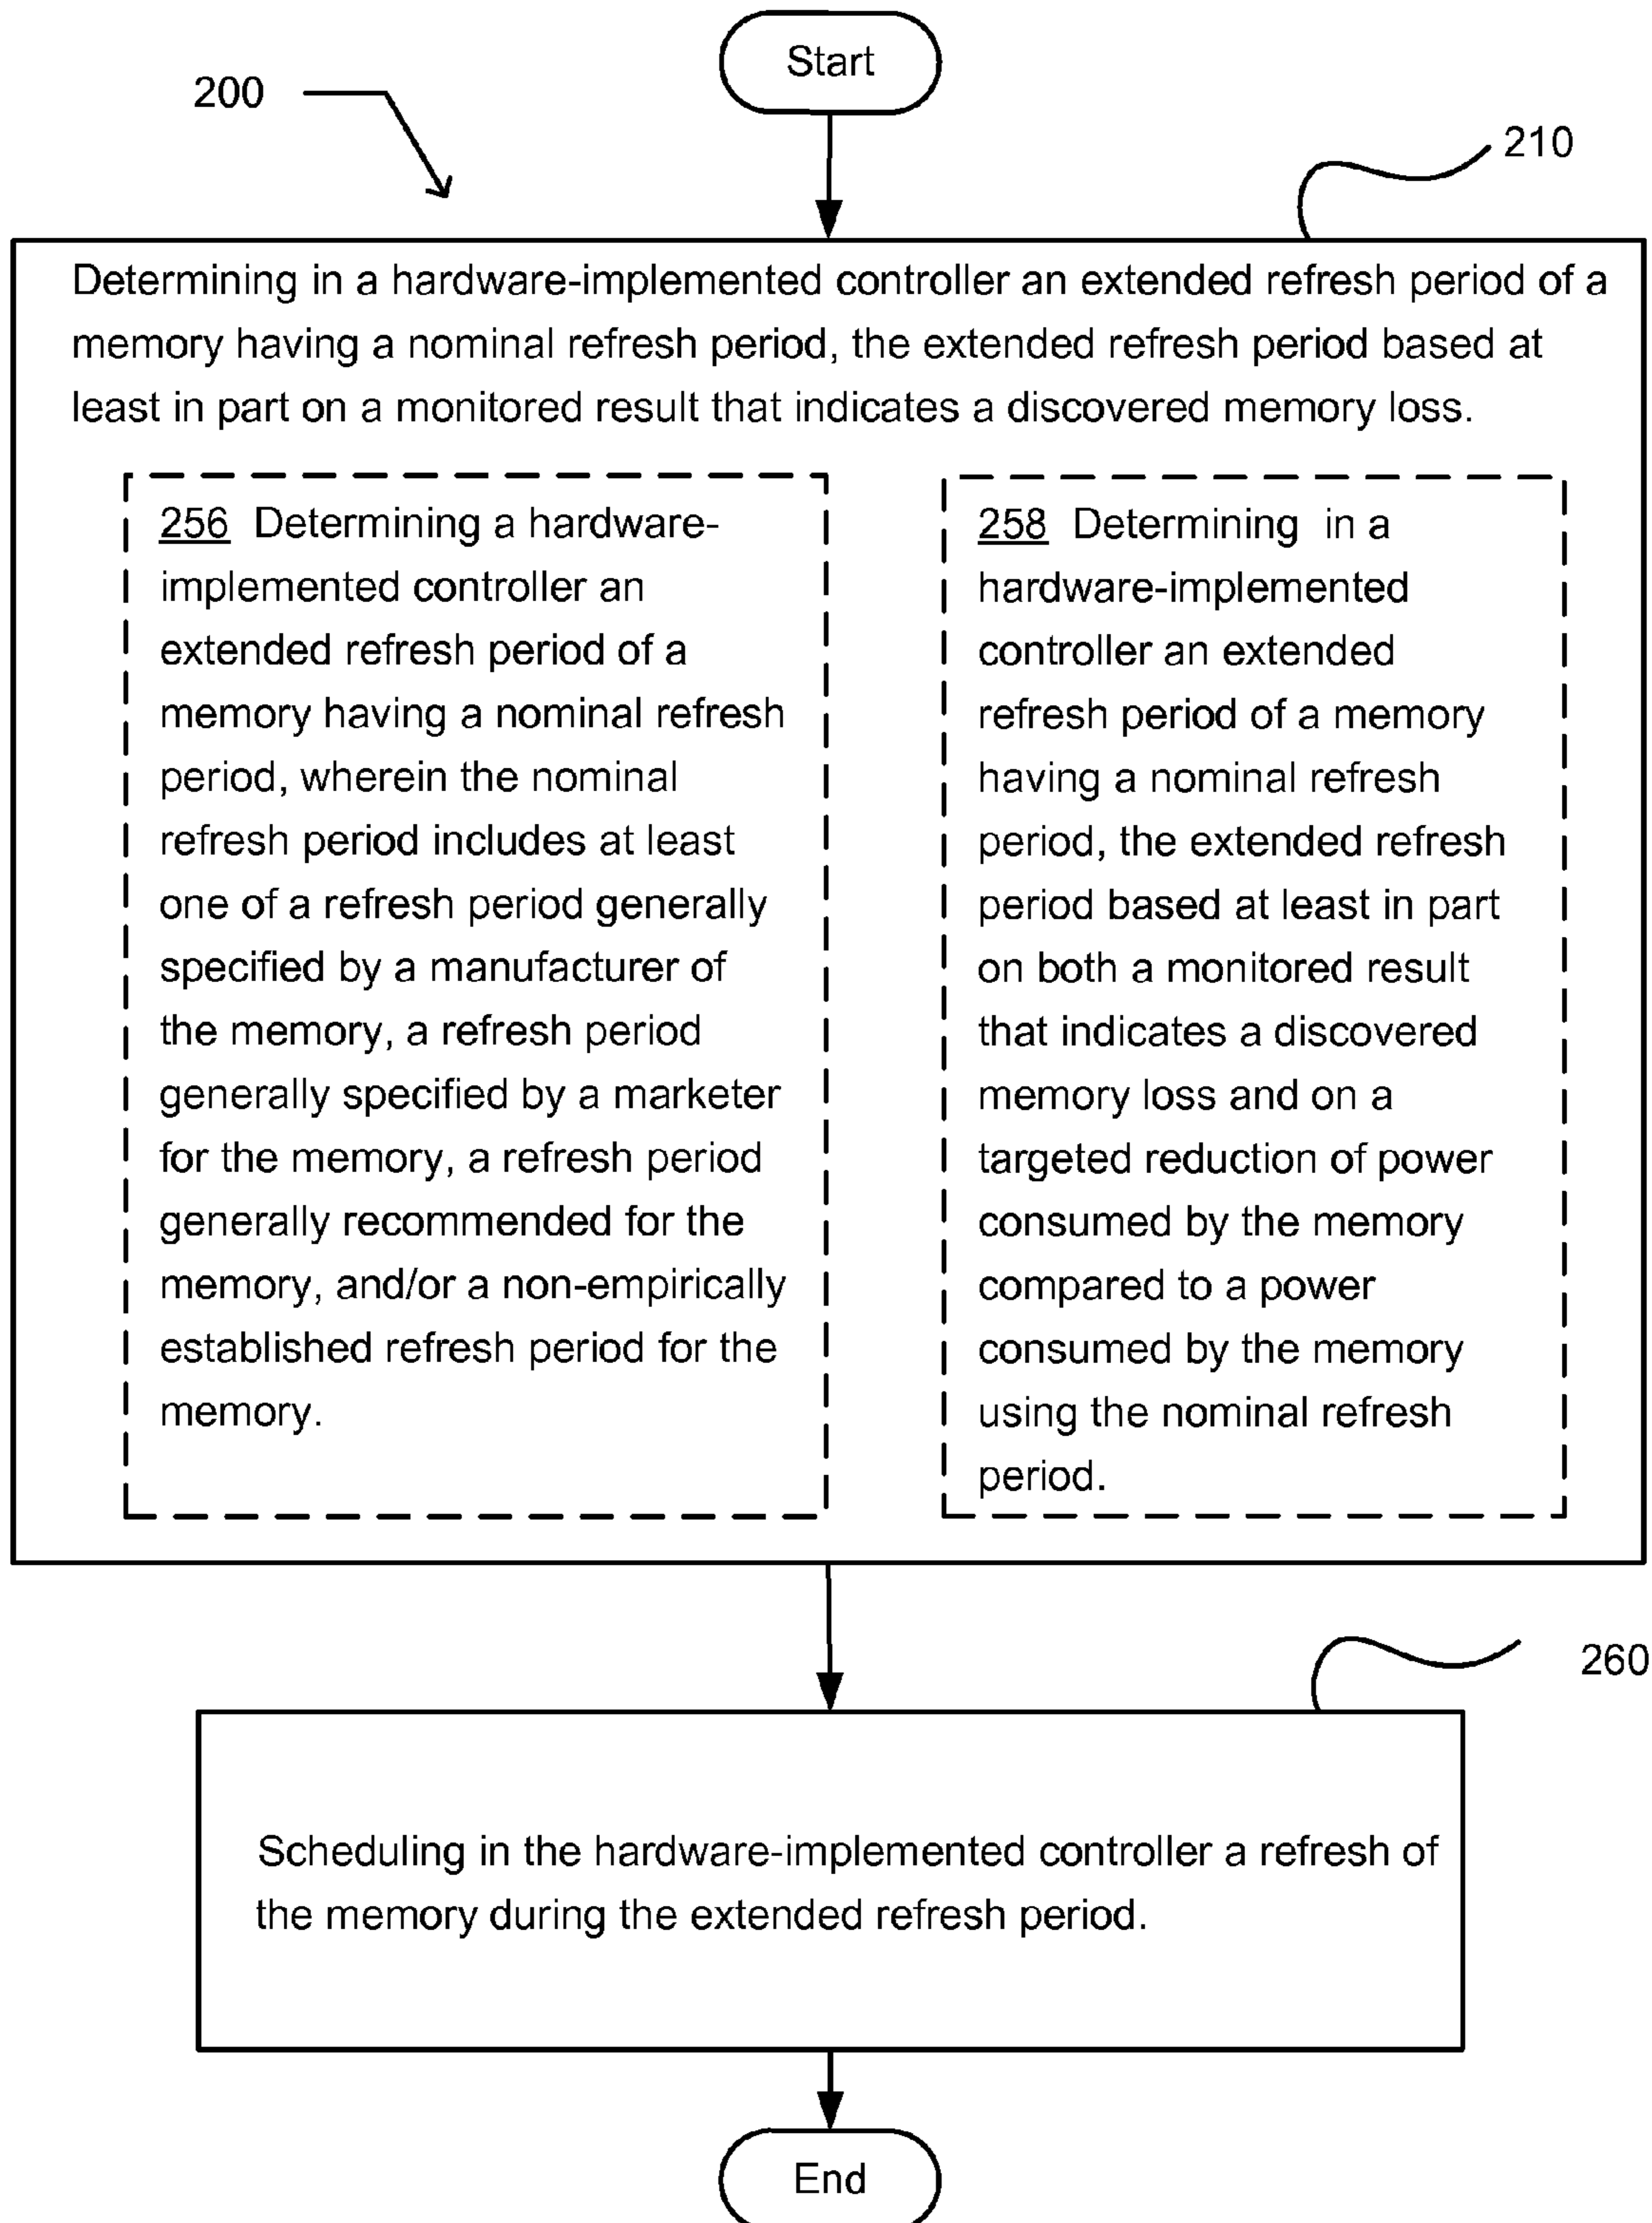 Start
200
210
Determining in a hardware-implemented controller an extended refresh period of a
memory having a nominal refresh period, the extended refresh period based at
least in part on a monitored result that indicates a discovered memory loss.
256 Determining a hardware-
implemented controller an
extended refresh period of a
memory having a nominal refresh
period, wherein the nominal
refresh period includes at least
one of a refresh period generally
specified by a manufacturer of
the memory, a refresh period
generally specified by a marketer
for the memory, a refresh period
generally recommended for the
memory, and/or a non-empirically
established refresh period for the
memory.
258 Determining in a
hardware-implemented
controller an extended
refresh period of a memory
having a nominal refresh
period, the extended refresh
period based at least in part
on both a monitored result
that indicates a discovered
memory loss and on a
targeted reduction of power
consumed by the memory
compared to a power
consumed by the memory
using the nominal refresh
period.
260
Scheduling in the hardware-implemented controller a refresh of
the memory during the extended refresh period.
End